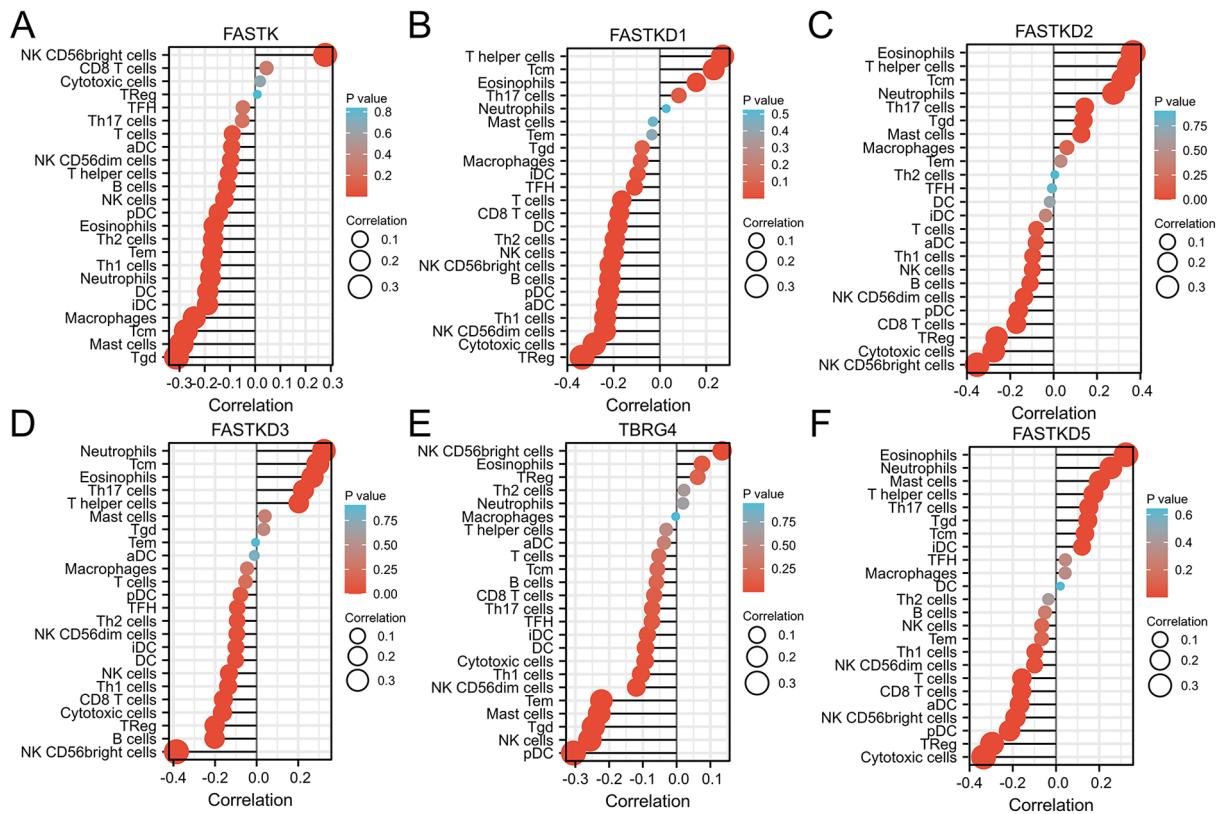 A
FASTK
NK CD56bright cells
CD8 T cells
Cytotoxic cells
TReg
TFH
Th17 cells
T cells
aDC
NK CD56dim cells
T helper cells
B cells
NK cells
pDC
Eosinophils
Th2 cells
Tem
Th1 cells
Neutrophils
DC
iDC
Macrophages
Tcm
Mast cells
Tgd
-0.3 -0.2 -0.1 0.0 0.1 0.2 0.3
Correlation
P value
0.8
0.6
0.4
0.2
Correlation
0.1
0.2
0.3
B
FASTKD1
T helper cells
Tcm
Eosinophils
Th17 cells
Neutrophils
Mast cells
Tem
Tgd
Macrophages
iDC
TFH
T cells
CD8 T cells
DC
Th2 cells
NK cells
NK CD56bright cells
B cells
pDC
aDC
Th1 cells
NK CD56dim cells
Cytotoxic cells
TReg
-0.4 -0.2 0.0 0.2
Correlation
P value
0.5
0.4
0.3
0.2
0.1
Correlation
0.1
0.2
0.3
C
FASTKD2
Eosinophils
T helper cells
Tcm
Neutrophils
Th17 cells
Tgd
Mast cells
Macrophages
Tem
Th2 cells
TFH
DC
iDC
T cells
aDC
Th1 cells
NK cells
B cells
NK CD56dim cells
pDC
CD8 T cells
TReg
Cytotoxic cells
NK CD56bright cells
-0.4 -0.2 0.0 0.2 0.4
Correlation
P value
0.75
0.50
0.25
0.00
Correlation
0.1
0.2
0.3
D
FASTKD3
Neutrophils
Tcm
Eosinophils
Th17 cells
T helper cells
Mast cells
Tgd
Tem
aDC
Macrophages
T cells
pDC
TFH
Th2 cells
NK CD56dim cells
iDC
DC
NK cells
Th1 cells
CD8 T cells
Cytotoxic cells
TReg
B cells
NK CD56bright cells
-0.4 -0.2 0.0 0.2
Correlation
P value
0.75
0.50
0.25
0.00
Correlation
0.1
0.2
0.3
E
TBRG4
NK CD56bright cells
Eosinophils
TReg
Th2 cells
Neutrophils
Macrophages
T helper cells
aDC
T cells
Tcm
B cells
CD8 T cells
Th17 cells
TFH
iDC
DC
Cytotoxic cells
Th1 cells
NK CD56dim cells
Tem
Mast cells
Tgd
NK cells
pDC
-0.3 -0.2 -0.1 0.0 0.1
Correlation
P value
0.75
0.50
0.25
Correlation
0.1
0.2
0.3
F
FASTKD5
Eosinophils
Neutrophils
Mast cells
T helper cells
Th17 cells
Tgd
Tcm
iDC
TFH
Macrophages
DC
Th2 cells
B cells
NK cells
Tem
Th1 cells
NK CD56dim cells
T cells
CD8 T cells
aDC
NK CD56bright cells
pDC
TReg
Cytotoxic cells
-0.4 -0.2 0.0 0.2
Correlation
P value
0.6
0.4
0.2
Correlation
0.1
0.2
0.3